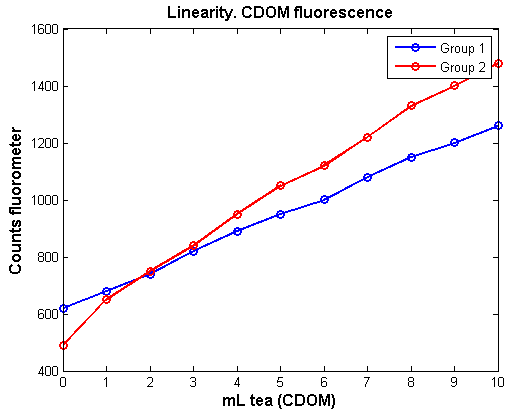 Linearity. CDOM fluorescence
1600
1400
1200
1000
800
600
400
Counts fluorometer
Group 1
Group 2
0 1 2 3 4 5 6 7 8 9 10
mL tea (CDOM)